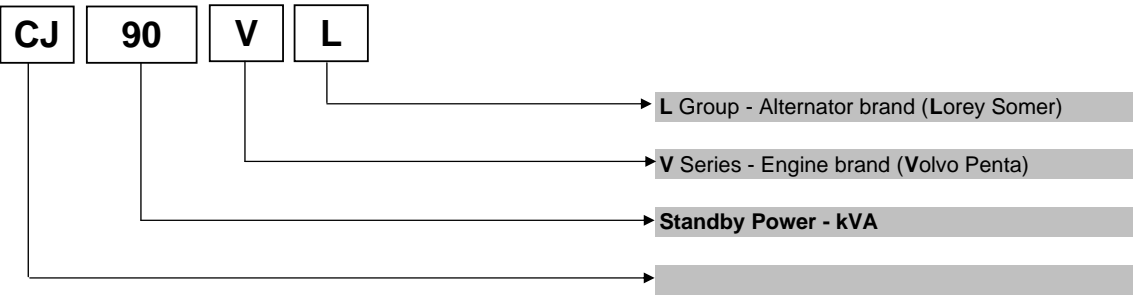 CJ 90 V L
L Group - Alternator brand (Lorey Somer)
V Series - Engine brand (Volvo Penta)
Standby Power - kVA